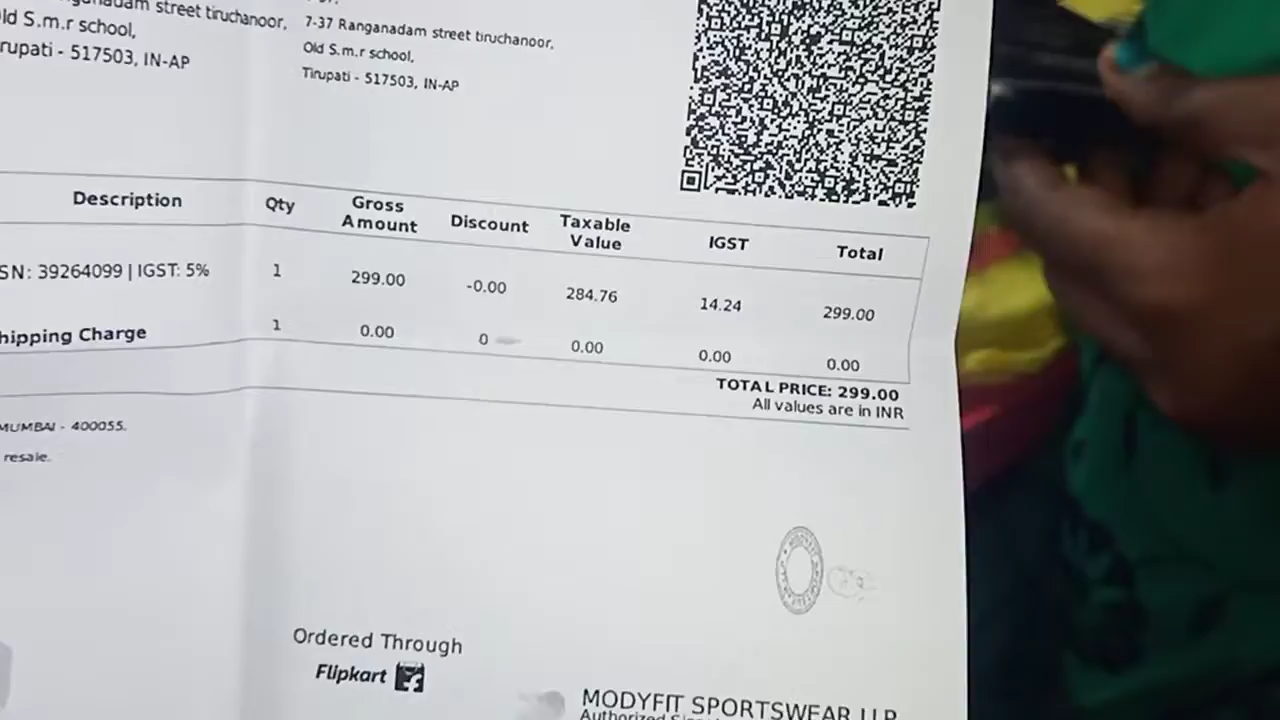 street tiruchanoor,
ld S.m.r school,
rupati - 517503, IN-AP
7-37 Ranganadam street tiruchanoor,
Old S.m.r school,
Tirupati - 517503, IN-AP
Description Qty Gross Amount Discount Taxable Value IGST Total
SN: 39264099 | IGST: 5% 1 299.00 -0.00 284.76 14.24 299.00
hipping Charge 1 0.00 0 0.00 0.00 0.00
TOTAL PRICE: 299.00
All values are in INR
MUMBAI - 400055.
resale.
Ordered Through
Flipkart
MODYFIT SPORTSWEAR LLP
Authorized